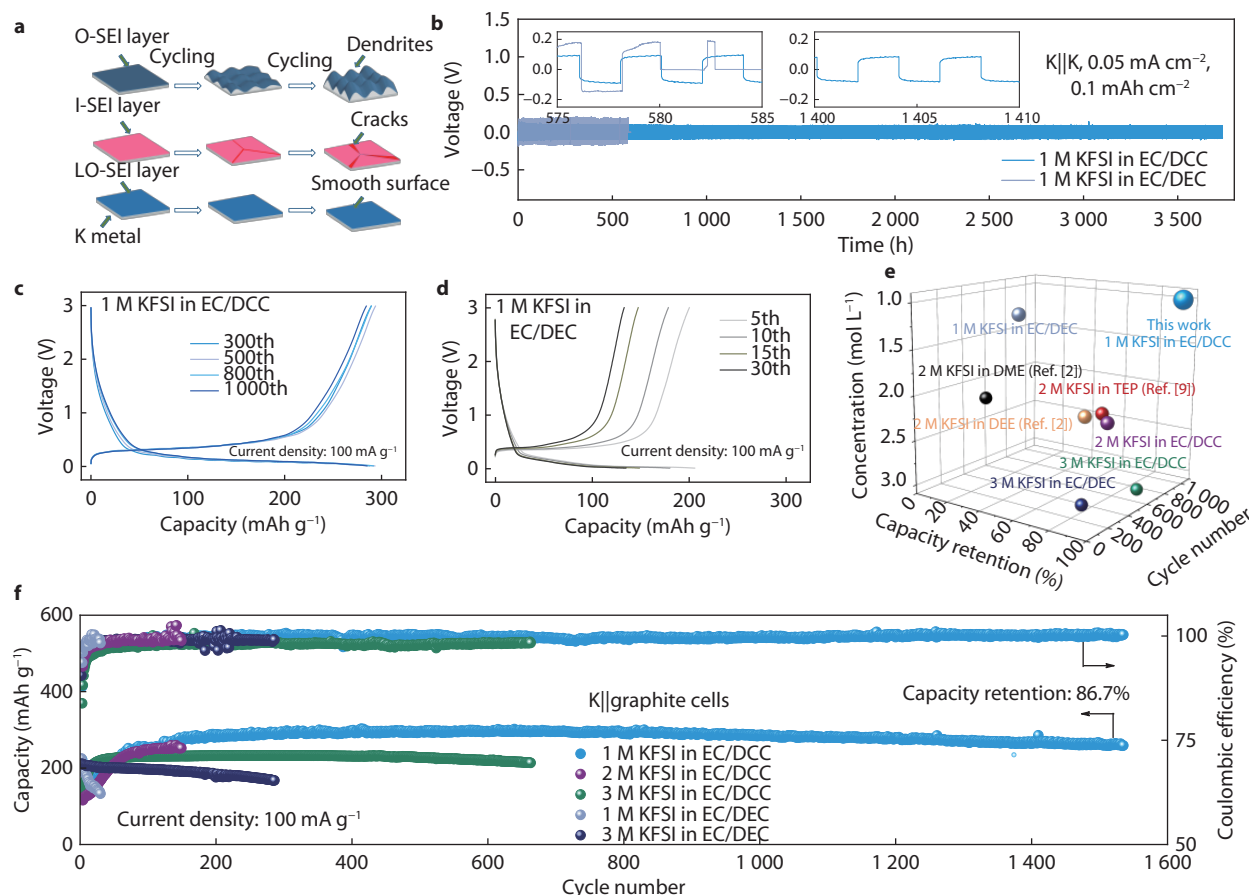 a
O-SEI layer
Cycling
Cycling
Dendrites
I-SEI layer
Cracks
LO-SEI layer
Smooth surface
K metal
b
1.5
1.0
0.5
0.0
−0.5
Voltage (V)
0.2
0.0
−0.2
575
580
585
0.2
0.0
−0.2
1 400
1 405
1 410
K||K, 0.05 mA cm−2,
0.1 mAh cm−2
1 M KFSI in EC/DCC
1 M KFSI in EC/DEC
0
500
1 000
1 500
2 000
2 500
3 000
3 500
Time (h)
c
1 M KFSI in EC/DCC
3
2
1
0
Voltage (V)
300th
500th
800th
1 000th
Current density: 100 mA g−1
0
100
200
300
Capacity (mAh g−1)
d
1 M KFSI in
EC/DEC
3
2
1
0
Voltage (V)
5th
10th
15th
30th
Current density: 100 mA g−1
0
100
200
300
Capacity (mAh g−1)
e
1.0
1.5
2.0
2.5
3.0
Concentration (mol L−1)
1 M KFSI in EC/DEC
This work
1 M KFSI in EC/DCC
2 M KFSI in DME (Ref. [2])
2 M KFSI in TEP (Ref. [9])
2 M KFSI in DEE (Ref. [2])
2 M KFSI in EC/DCC
3 M KFSI in EC/DCC
3 M KFSI in EC/DEC
0
20
40
60
80
100
Capacity retention (%)
0
200
400
600
800
1 000
Cycle number
f
600
500
400
300
200
100
0
Capacity (mAh g−1)
K||graphite cells
1 M KFSI in EC/DCC
2 M KFSI in EC/DCC
3 M KFSI in EC/DCC
1 M KFSI in EC/DEC
3 M KFSI in EC/DEC
Current density: 100 mA g−1
Capacity retention: 86.7%
100
75
50
Coulombic efficiency (%)
0
200
400
600
800
1 000
1 200
1 400
1 600
Cycle number